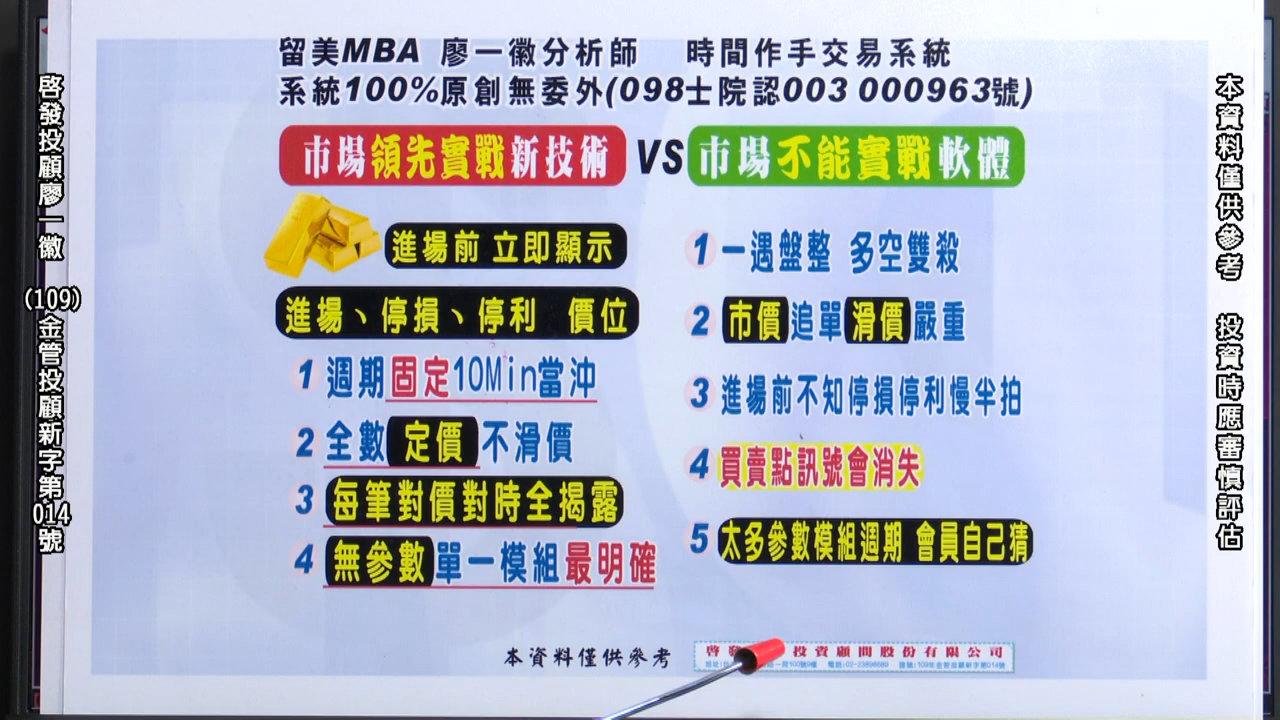 留美MBA 廖一徽分析師 時間作手交易系統
系統100%原創無委外(098士院認003 000963號)
市場領先實戰新技術 VS 市場不能實戰軟體
進場前 立即顯示
進場、停損、停利 價位
1 週期固定10Min當沖
2 全數 定價 不滑價
3 每筆對價對時全揭露
4 無參數單一模組最明確
1 一遇盤整 多空雙殺
2 市價追單滑價嚴重
3 進場前不知停損停利慢半拍
4 買賣點訊號會消失
5 太多參數模組週期 會員自己猜
本資料僅供參考
啓發 投資顧問股份有限公司
啓發投顧廖一徽 (109)金管投顧新字第014號
本資料僅供參考 投資時應審慎評估